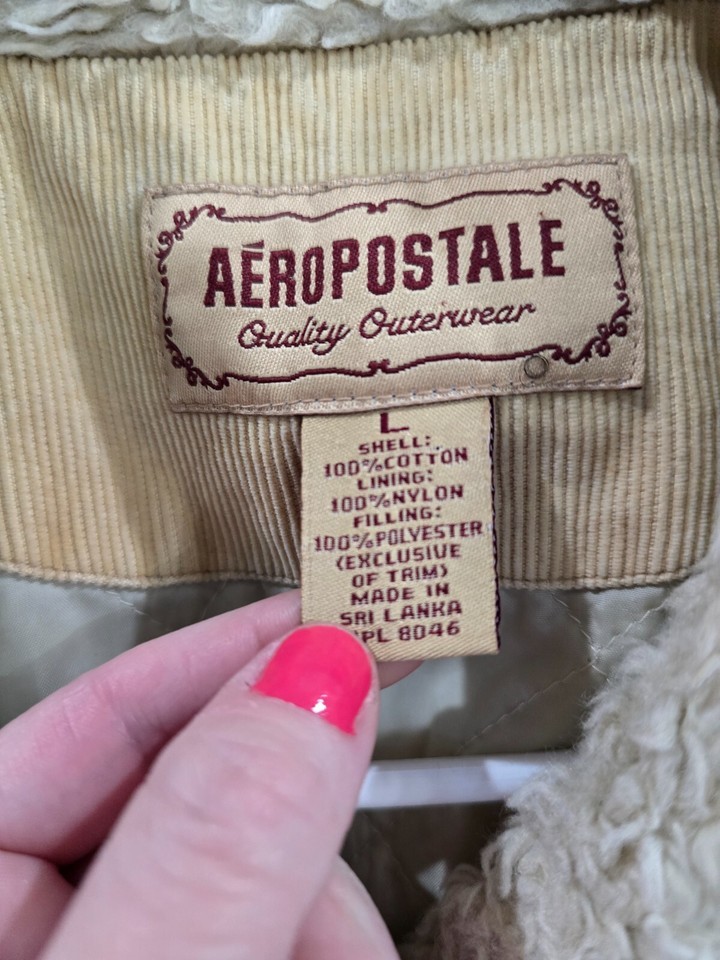 AÉROPOSTALE
Quality Outerwear
L
SHELL:
100%COTTON
LINING:
100%NYLON
FILLING:
100%POLYESTER
(EXCLUSIVE
OF TRIM)
MADE IN
SRI LANKA
8046